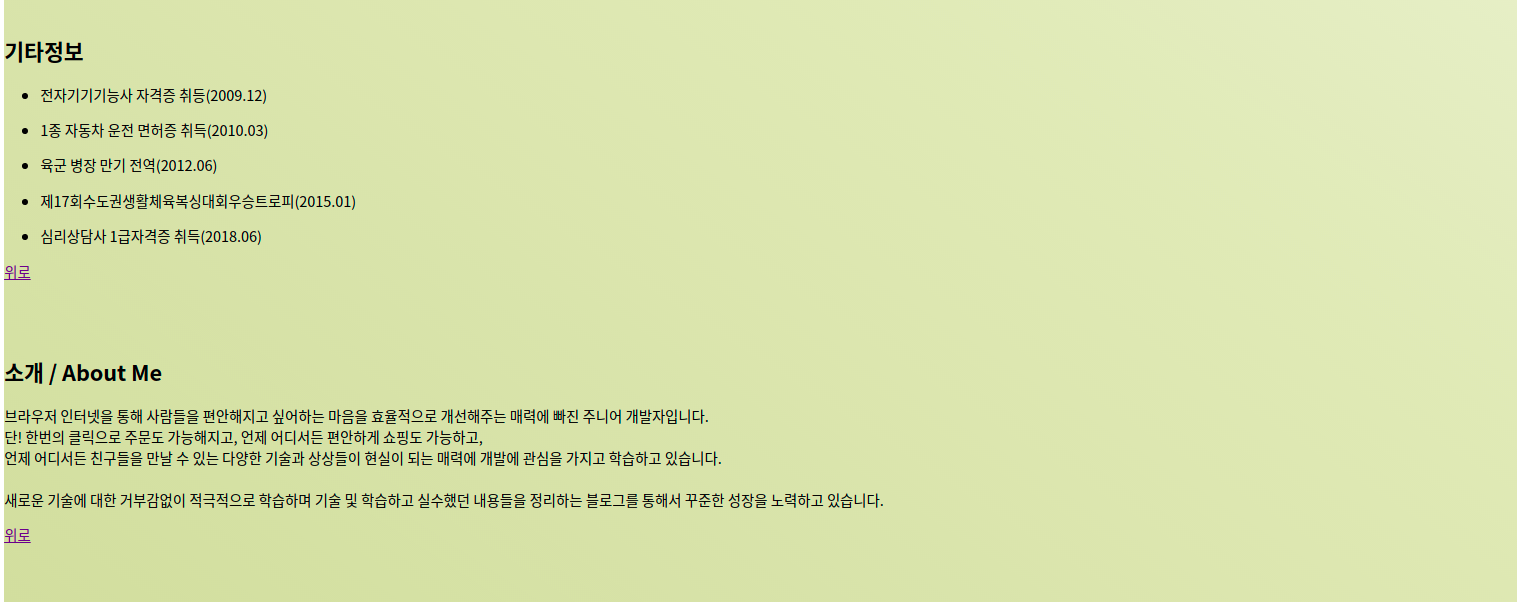 기타정보
전자기기기능사 자격증 취등(2009.12)
1종 자동차 운전 면허증 취득(2010.03)
육군 병장 만기 전역(2012.06)
제17회수도권생활체육복싱대회우승트로피(2015.01)
심리상담사 1급자격증 취득(2018.06)
위로
소개 / About Me
브라우저 인터넷을 통해 사람들을 편안해지고 싶어하는 마음을 효율적으로 개선해주는 매력에 빠진 주니어 개발자입니다.
단! 한번의 클릭으로 주문도 가능해지고, 언제 어디서든 편안하게 쇼핑도 가능하고,
언제 어디서든 친구들을 만날 수 있는 다양한 기술과 상상들이 현실이 되는 매력에 개발에 관심을 가지고 학습하고 있습니다.
새로운 기술에 대한 거부감없이 적극적으로 학습하며 기술 및 학습하고 실수했던 내용들을 정리하는 블로그를 통해서 꾸준한 성장을 노력하고 있습니다.
위로